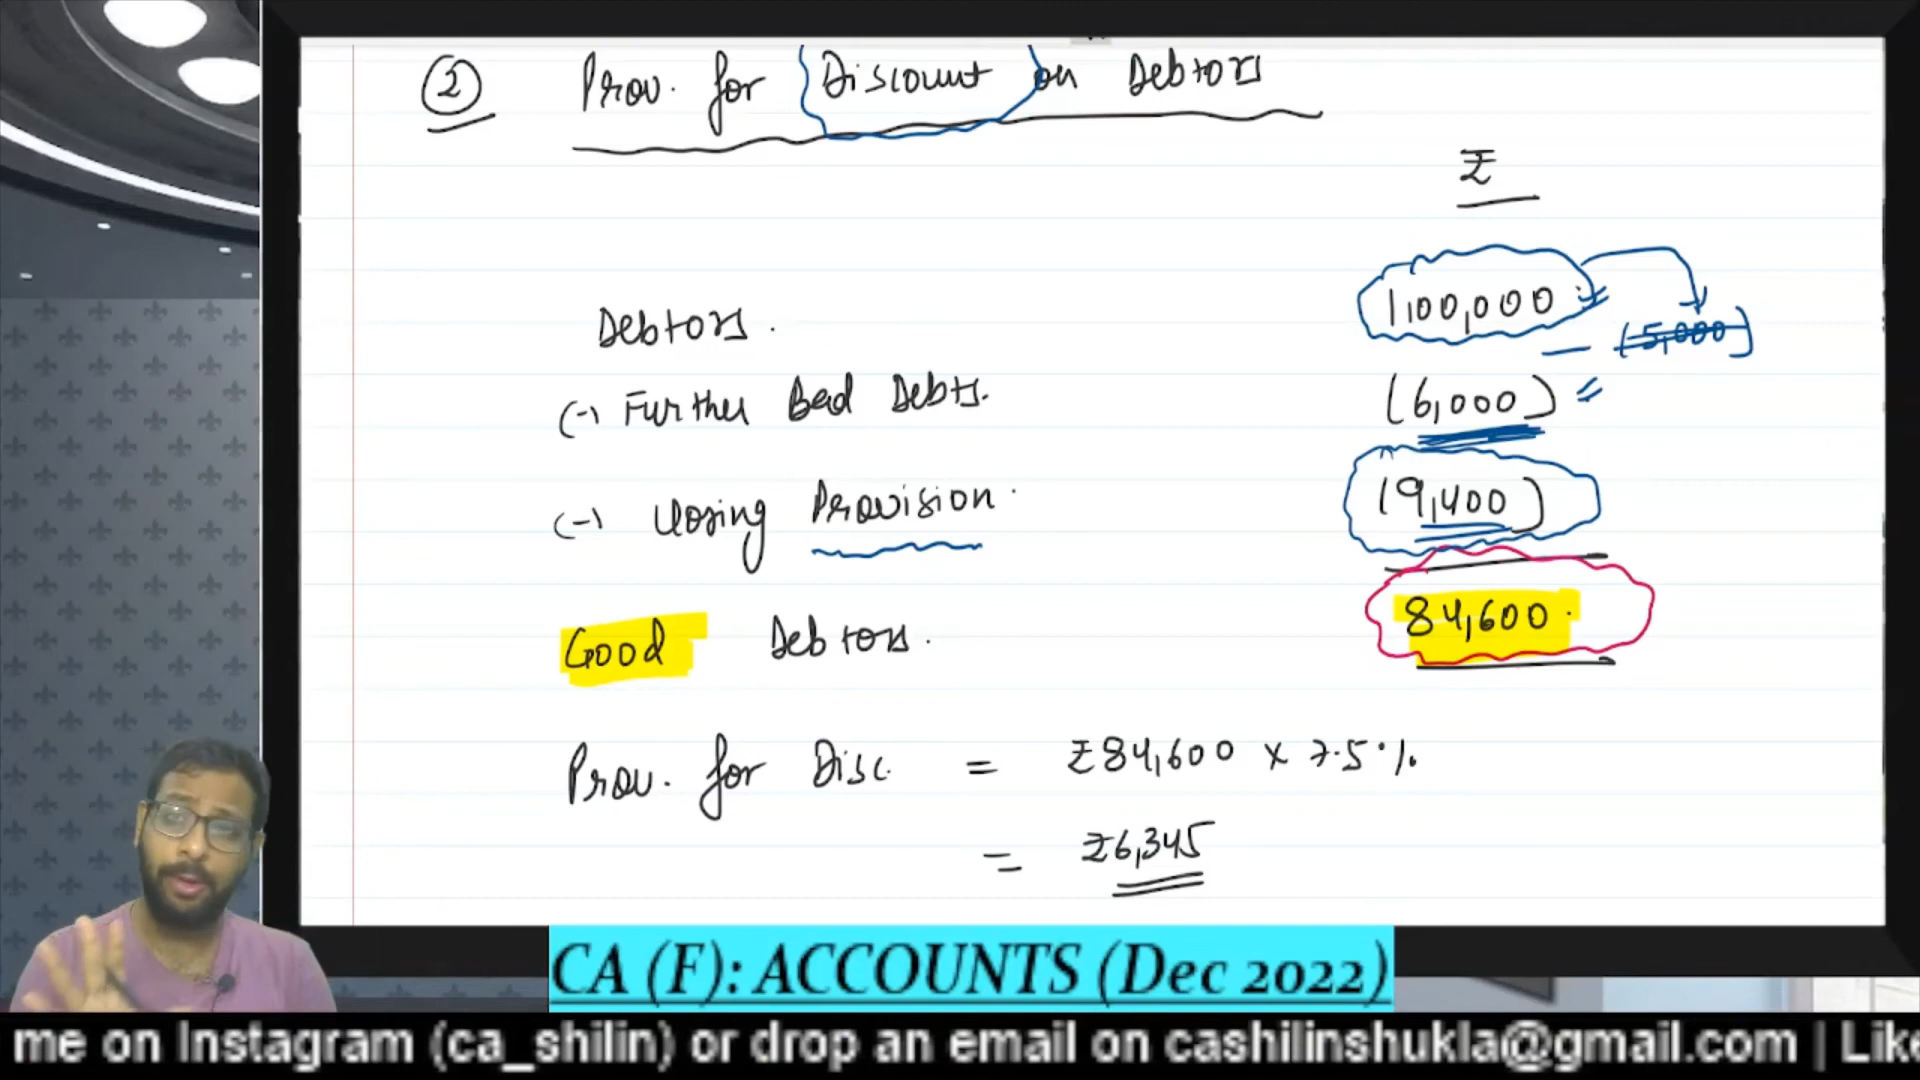 ② Prov. for Discount on Debtors
₹
Debtors. 1,00,000
– (5,000)
(-) Further Bad Debts. (6,000)
(-) Closing Provision. (9,400)
Good Debtors. 84,600.
Prov. for Disc. = ₹84,600 x 7.5%
= ₹6,345
CA (F): ACCOUNTS (Dec 2022)
me on Instagram (ca_shilin) or drop an email on cashilinshukla@gmail.com | Like